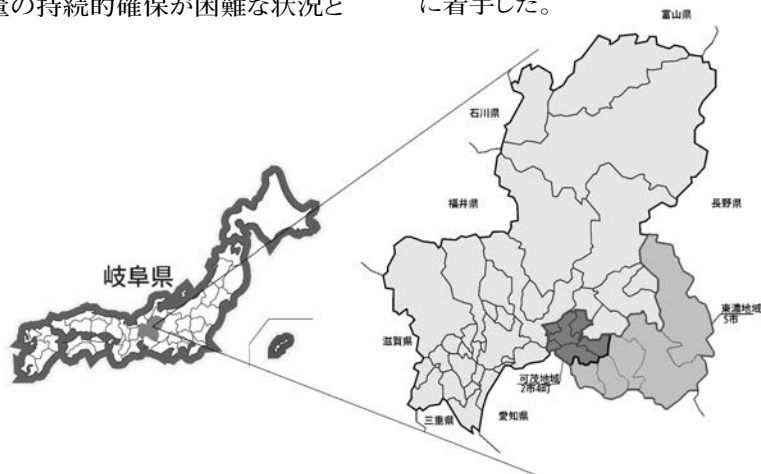 量の持続的確保が困難な状況と
に着手した。
富山県
石川県
福井県
長野県
岐阜県
東濃地域
5市
滋賀県
可茂地域
2市4町
三重県
愛知県